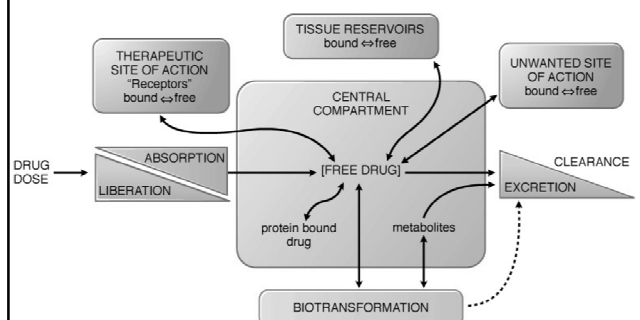 TISSUE RESERVOIRS
bound ⇔ free
THERAPEUTIC
SITE OF ACTION
"Receptors"
bound ⇔ free
UNWANTED SITE
OF ACTION
bound ⇔ free
CENTRAL
COMPARTMENT
DRUG
DOSE
ABSORPTION
LIBERATION
[FREE DRUG]
CLEARANCE
EXCRETION
protein bound
drug
metabolites
BIOTRANSFORMATION